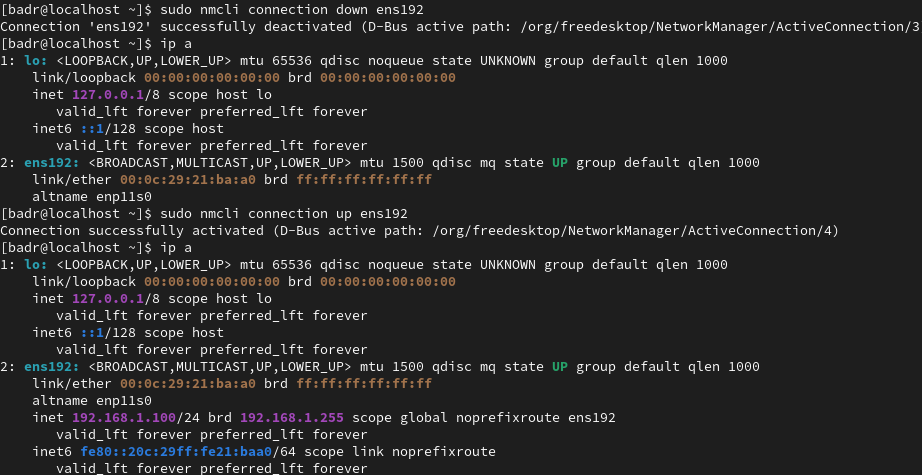 [badr@localhost ~]$ sudo nmcli connection down ens192
Connection 'ens192' successfully deactivated (D-Bus active path: /org/freedesktop/NetworkManager/ActiveConnection/3
[badr@localhost ~]$ ip a
1: lo: <LOOPBACK,UP,LOWER_UP> mtu 65536 qdisc noqueue state UNKNOWN group default qlen 1000
    link/loopback 00:00:00:00:00:00 brd 00:00:00:00:00:00
    inet 127.0.0.1/8 scope host lo
       valid_lft forever preferred_lft forever
    inet6 ::1/128 scope host
       valid_lft forever preferred_lft forever
2: ens192: <BROADCAST,MULTICAST,UP,LOWER_UP> mtu 1500 qdisc mq state UP group default qlen 1000
    link/ether 00:0c:29:21:ba:a0 brd ff:ff:ff:ff:ff:ff
    altname enp11s0
[badr@localhost ~]$ sudo nmcli connection up ens192
Connection successfully activated (D-Bus active path: /org/freedesktop/NetworkManager/ActiveConnection/4)
[badr@localhost ~]$ ip a
1: lo: <LOOPBACK,UP,LOWER_UP> mtu 65536 qdisc noqueue state UNKNOWN group default qlen 1000
    link/loopback 00:00:00:00:00:00 brd 00:00:00:00:00:00
    inet 127.0.0.1/8 scope host lo
       valid_lft forever preferred_lft forever
    inet6 ::1/128 scope host
       valid_lft forever preferred_lft forever
2: ens192: <BROADCAST,MULTICAST,UP,LOWER_UP> mtu 1500 qdisc mq state UP group default qlen 1000
    link/ether 00:0c:29:21:ba:a0 brd ff:ff:ff:ff:ff:ff
    altname enp11s0
    inet 192.168.1.100/24 brd 192.168.1.255 scope global noprefixroute ens192
       valid_lft forever preferred_lft forever
    inet6 fe80::20c:29ff:fe21:baa0/64 scope link noprefixroute
       valid_lft forever preferred_lft forever